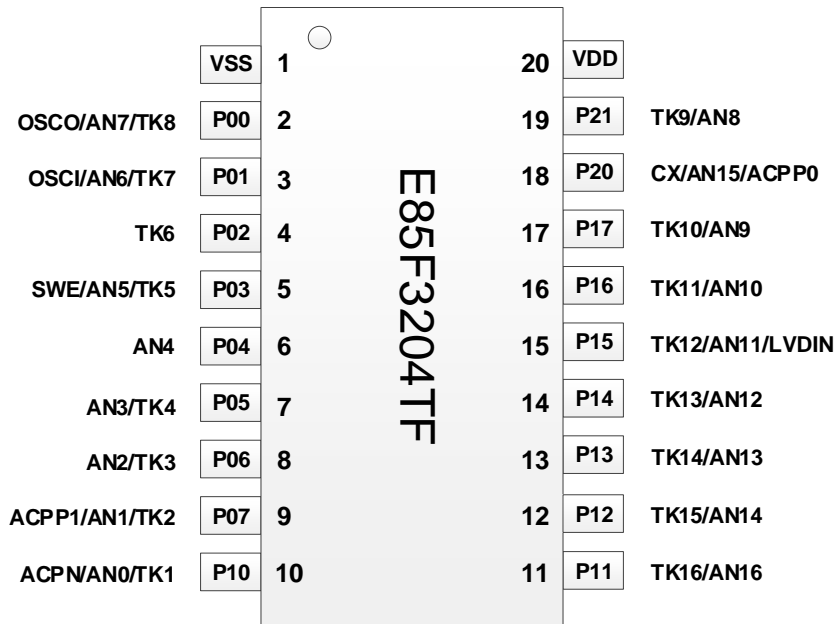 VSS 1 20 VDD
OSCO/AN7/TK8 P00 2 19 P21 TK9/AN8
OSCI/AN6/TK7 P01 3 18 P20 CX/AN15/ACPP0
TK6 P02 4 17 P17 TK10/AN9
SWE/AN5/TK5 P03 5 16 P16 TK11/AN10
AN4 P04 6 15 P15 TK12/AN11/LVDIN
AN3/TK4 P05 7 14 P14 TK13/AN12
AN2/TK3 P06 8 13 P13 TK14/AN13
ACPP1/AN1/TK2 P07 9 12 P12 TK15/AN14
ACPN/AN0/TK1 P10 10 11 P11 TK16/AN16
E85F3204TF